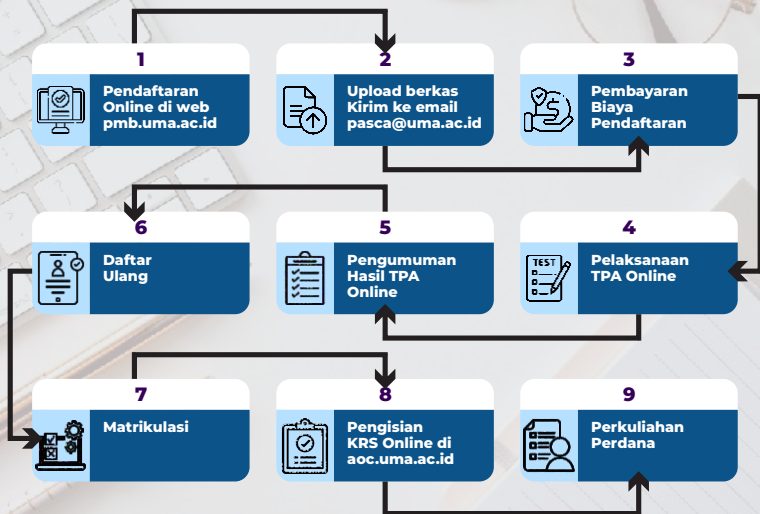 1
Pendaftaran
Online di web
pmb.uma.ac.id
2
Upload berkas
Kirim ke email
pasca@uma.ac.id
3
Pembayaran
Biaya
Pendaftaran
4
TEST
Pelaksanaan
TPA Online
5
Pengumuman
Hasil TPA
Online
6
Daftar
Ulang
7
Matrikulasi
8
Pengisian
KRS Online di
aoc.uma.ac.id
9
Perkuliahan
Perdana